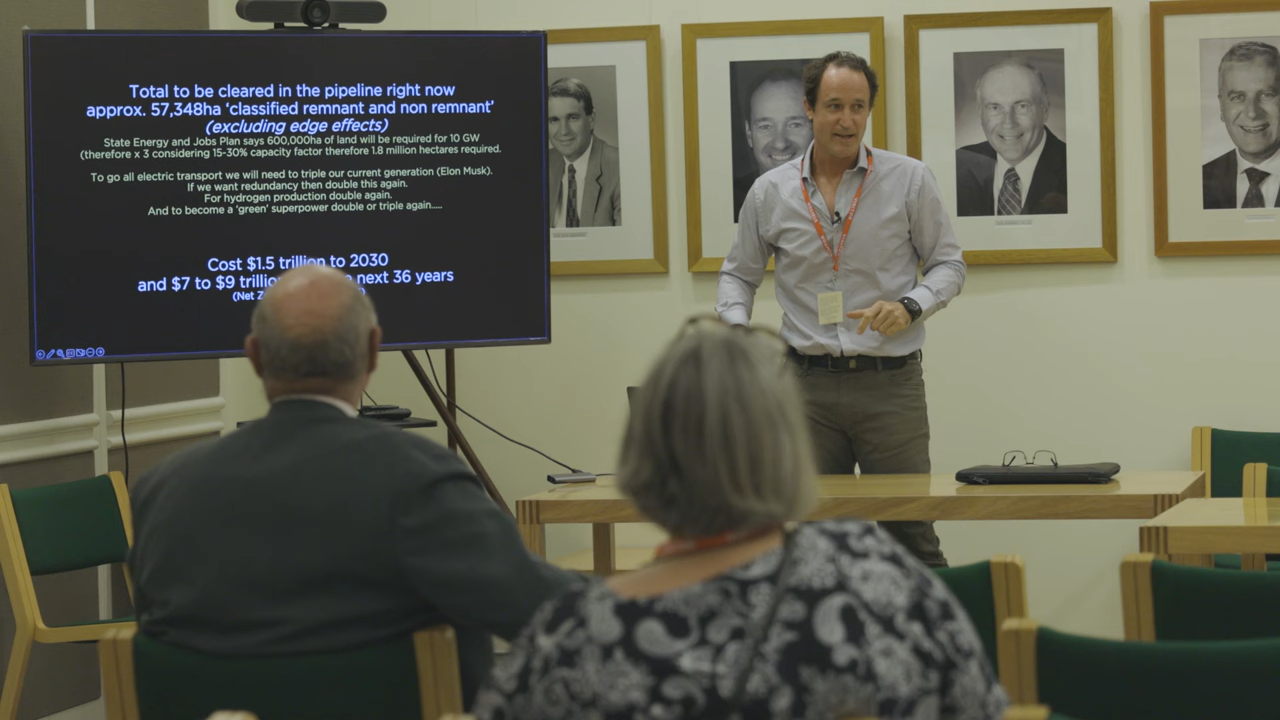 Total to be cleared in the pipeline right now
approx. 57,348ha ‘classified remnant and non remnant’
(excluding edge effects)
State Energy and Jobs Plan says 600,000ha of land will be required for 10 GW
(therefore x 3 considering 15-30% capacity factor therefore 1.8 million hectares required.
To go all electric transport we will need to triple our current generation (Elon Musk).
If we want redundancy then double this again.
For hydrogen production double again.
And to become a ‘green’ superpower double or triple again.....
Cost $1.5 trillion to 2030
and $7 to $9 trillio next 36 years
(Net